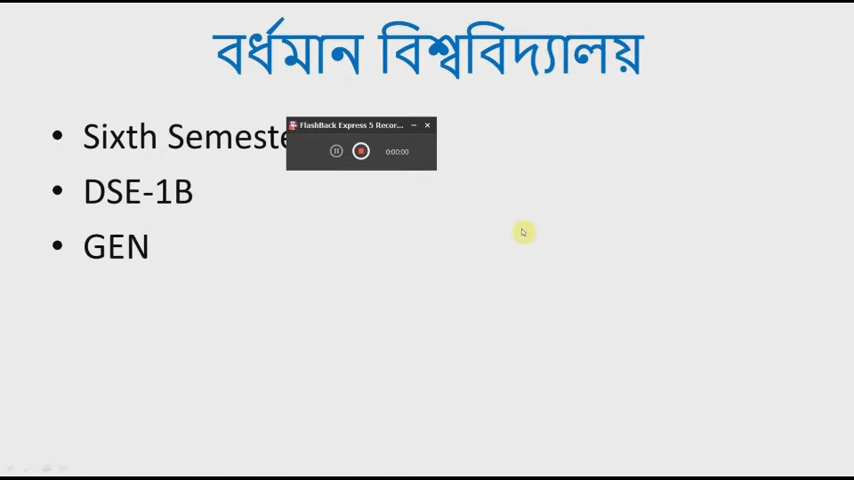 বর্ধমান বিশ্ববিদ্যালয়
• Sixth Semeste
FlashBack Express 5 Recor...
0:00:00
• DSE-1B
• GEN